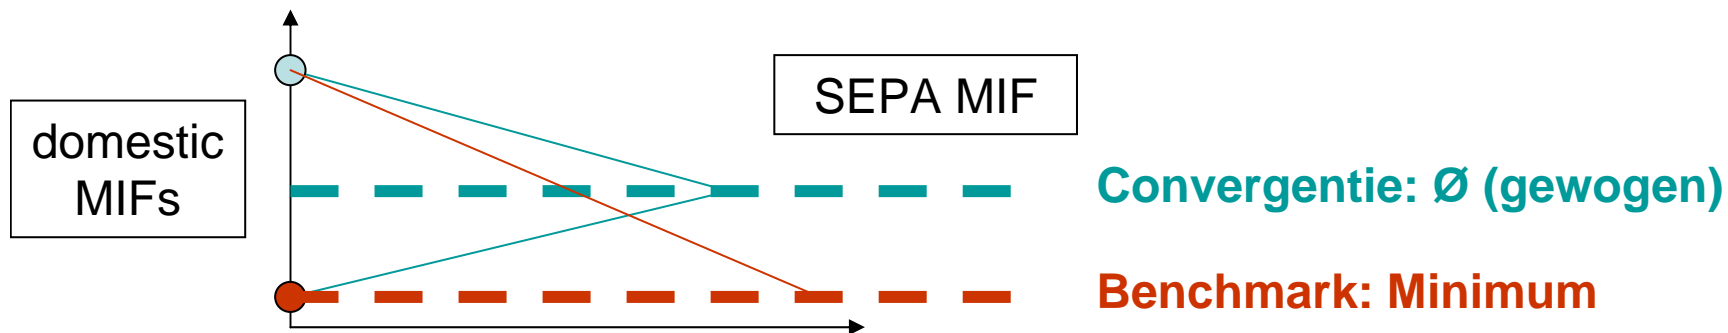 domestic
MIFs
SEPA MIF
Convergentie: Ø (gewogen)
Benchmark: Minimum